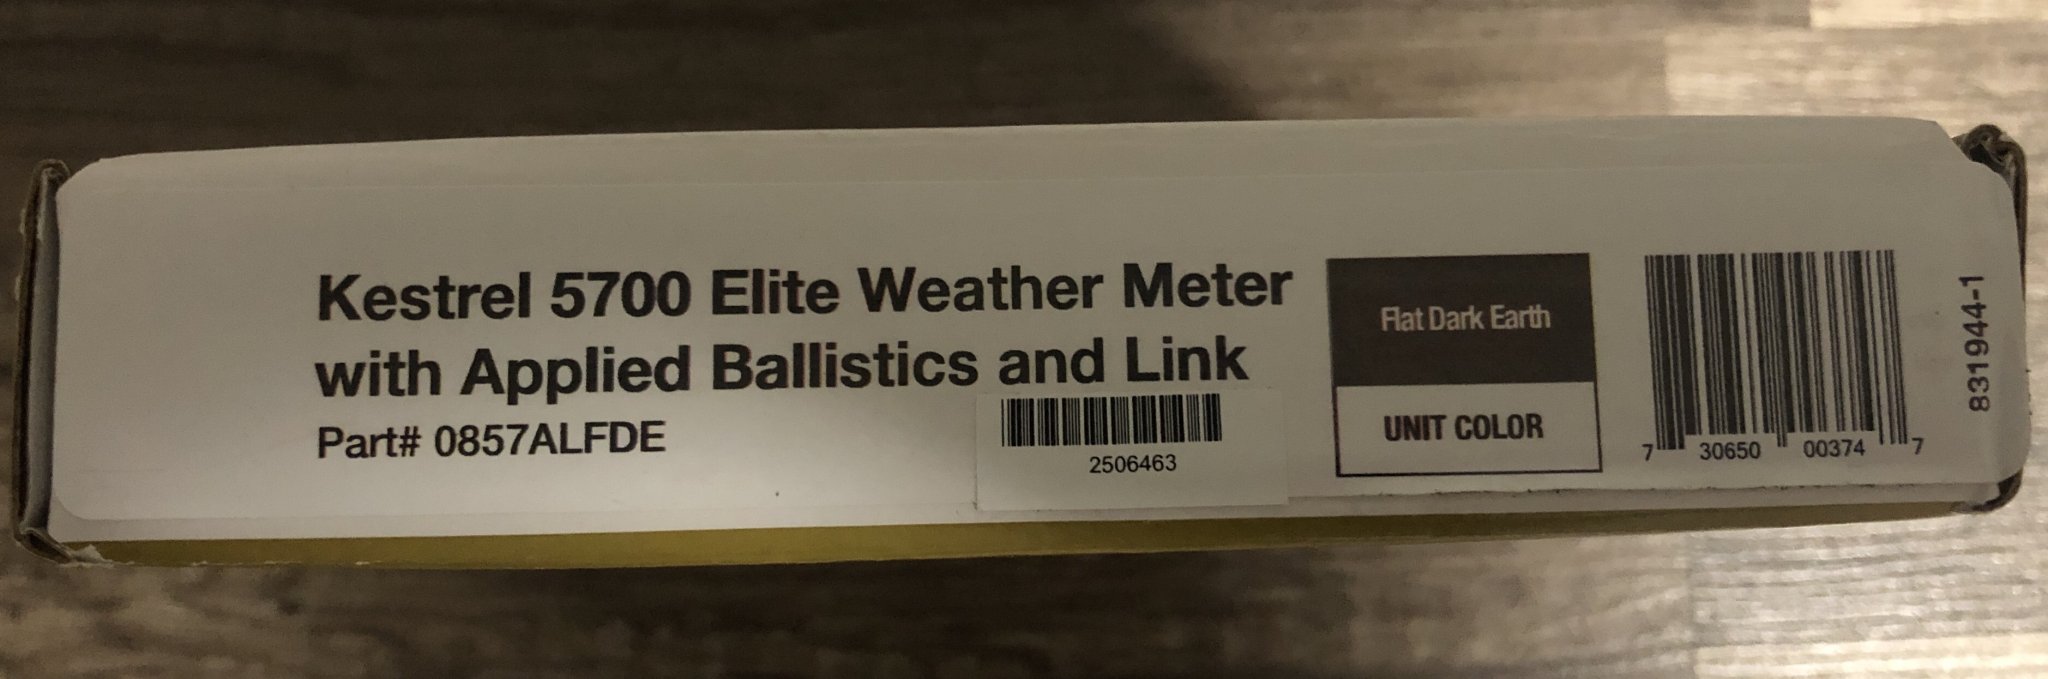 Kestrel 5700 Elite Weather Meter
with Applied Ballistics and Link
Part# 0857ALFDE
2506463
Flat Dark Earth
UNIT COLOR
7 30650 00374 7
831944-1